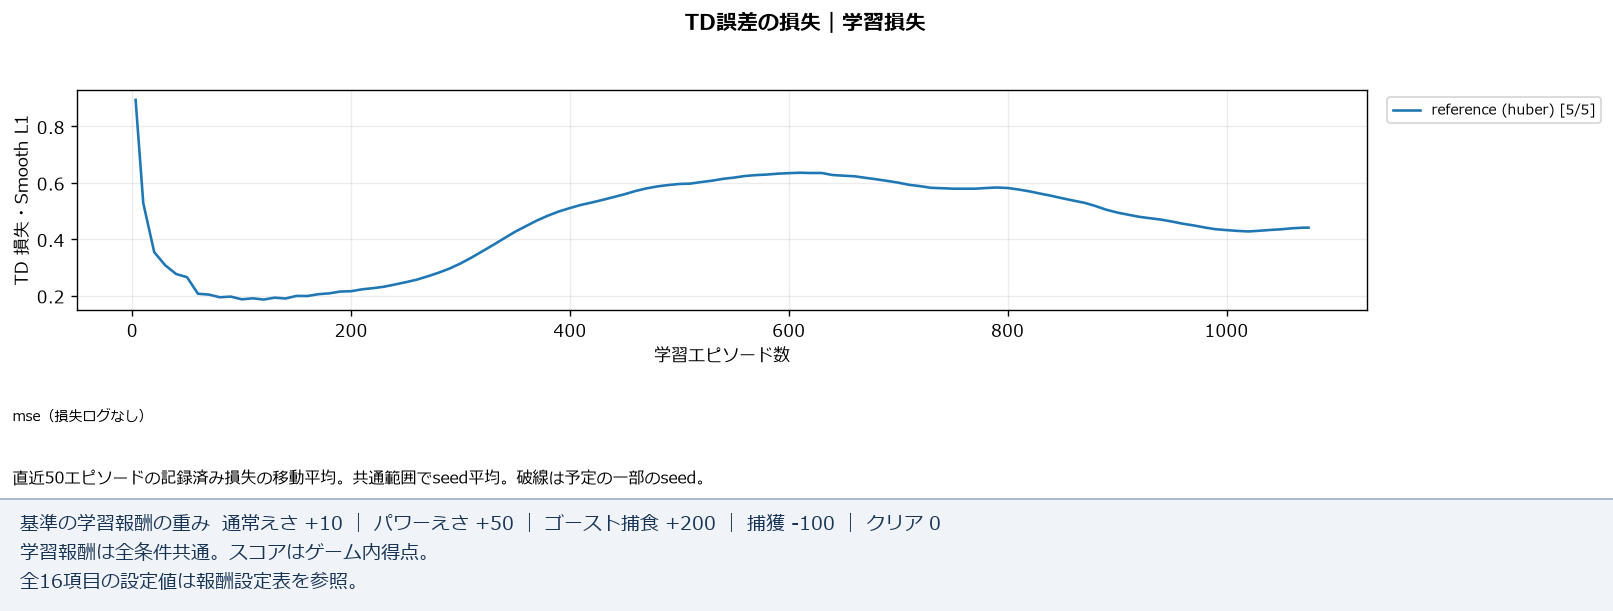 TD誤差の損失｜学習損失
reference (huber) [5/5]
TD 損失・Smooth L1
0.8
0.6
0.4
0.2
0 200 400 600 800 1000
学習エピソード数
mse（損失ログなし）
直近50エピソードの記録済み損失の移動平均。共通範囲でseed平均。破線は予定の一部のseed。
基準の学習報酬の重み 通常えさ +10 ｜ パワーえさ +50 ｜ ゴースト捕食 +200 ｜ 捕獲 -100 ｜ クリア 0
学習報酬は全条件共通。スコアはゲーム内得点。
全16項目の設定値は報酬設定表を参照。